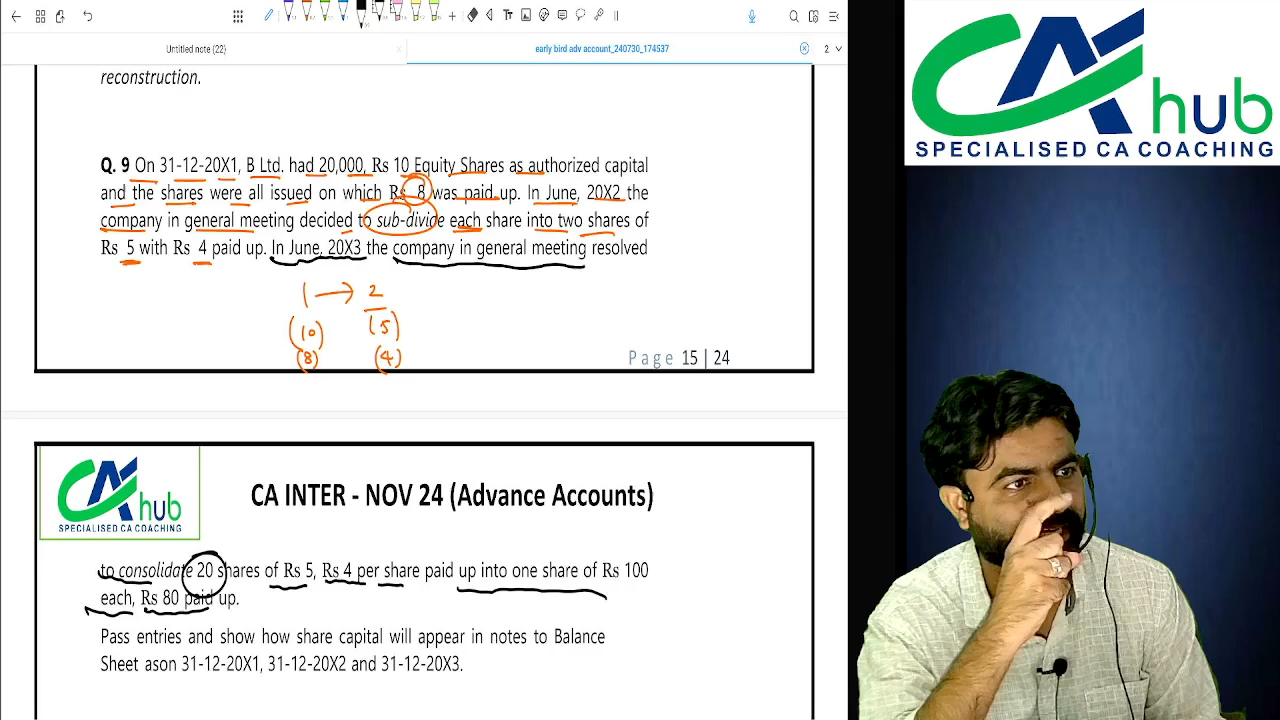 Untitled note (22)
early bird adv account_240730_174537
2
reconstruction.
Q. 9 On 31-12-20X1, B Ltd. had 20,000, Rs 10 Equity Shares as authorized capital
and the shares were all issued on which Rs 8 was paid up. In June, 20X2 the
company in general meeting decided to sub-divide each share into two shares of
Rs 5 with Rs 4 paid up. In June, 20X3 the company in general meeting resolved
1 → 2
(10) (5)
(8) (4)
Page 15 | 24
CA hub
SPECIALISED CA COACHING
CA INTER - NOV 24 (Advance Accounts)
to consolidate 20 shares of Rs 5, Rs 4 per share paid up into one share of Rs 100
each, Rs 80 paid up.
Pass entries and show how share capital will appear in notes to Balance
Sheet ason 31-12-20X1, 31-12-20X2 and 31-12-20X3.
CA hub
SPECIALISED CA COACHING